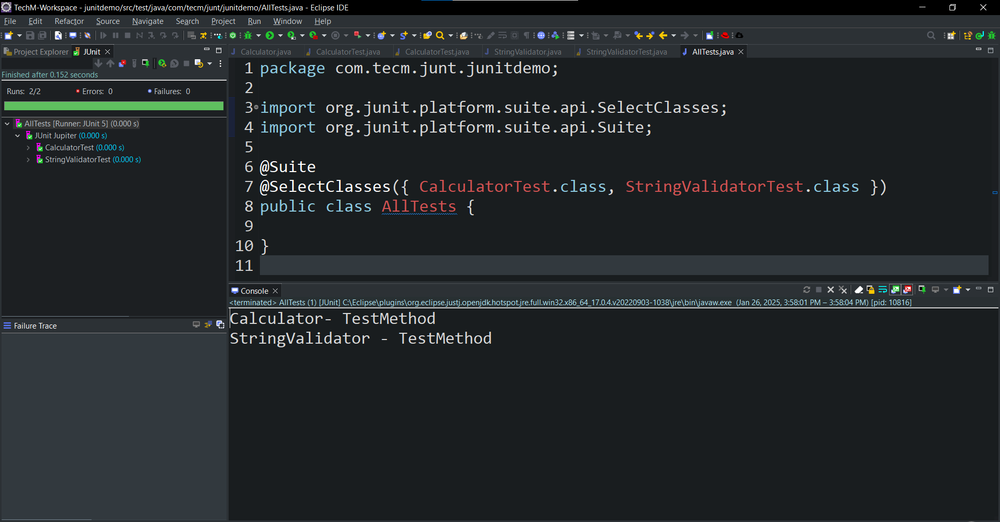 TechM-Workspace - junitdemo/src/test/java/com/tecm/junt/junitdemo/AllTests.java - Eclipse IDE
File Edit Refactor Source Navigate Search Project Run Window Help
Project Explorer JUnit
Finished after 0.152 seconds
Runs: 2/2 Errors: 0 Failures: 0
AllTests [Runner: JUnit 5] (0.000 s)
JUnit Jupiter (0.000 s)
CalculatorTest (0.000 s)
StringValidatorTest (0.000 s)
Failure Trace
Calculator.java CalculatorTest.java CalculatorTest.java StringValidator.java StringValidatorTest.java AllTests.java
1 package com.tecm.junt.junitdemo;
2
3 import org.junit.platform.suite.api.SelectClasses;
4 import org.junit.platform.suite.api.Suite;
5
6 @Suite
7 @SelectClasses({ CalculatorTest.class, StringValidatorTest.class })
8 public class AllTests {
9
10 }
11
Console
<terminated> AllTests (1) [JUnit] C:\Eclipse\plugins\org.eclipse.justj.openjdk.hotspot.jre.full.win32.x86_64_17.0.4.v20220903-1038\jre\bin\javaw.exe (Jan 26, 2025, 3:58:01 PM – 3:58:04 PM) [pid: 10816]
Calculator- TestMethod
StringValidator - TestMethod